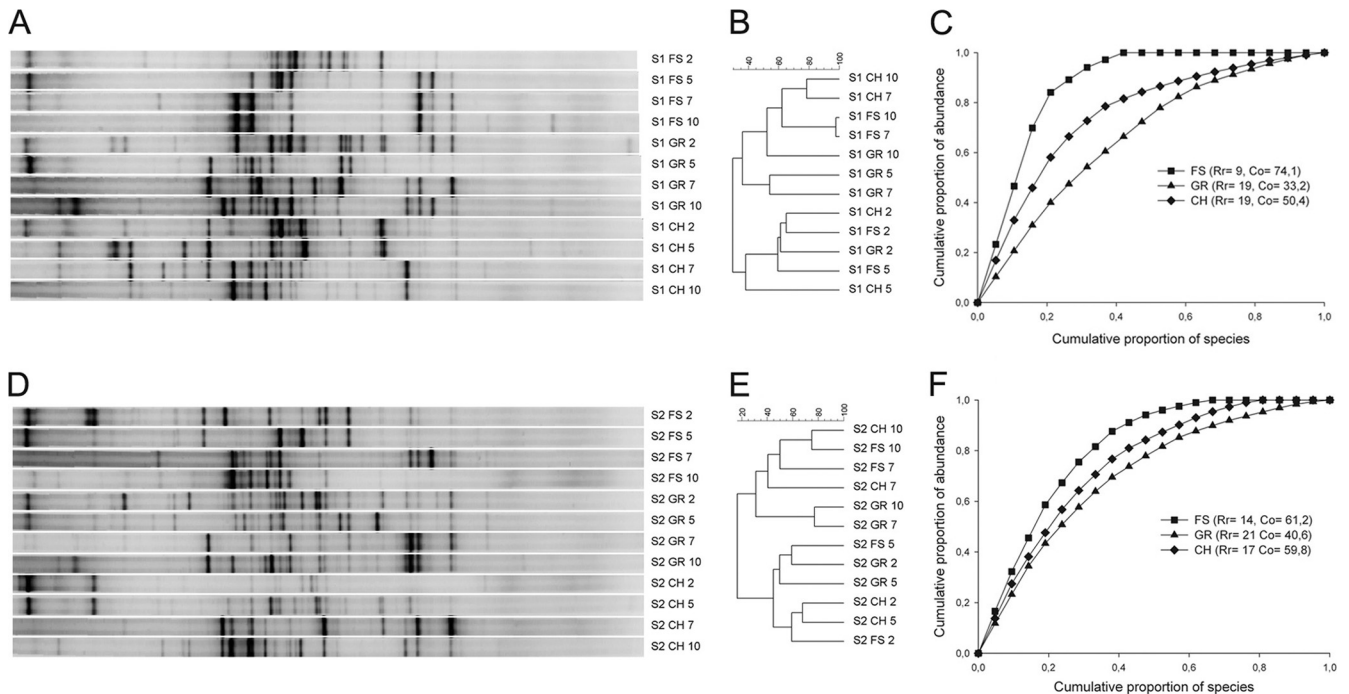 A
S1 FS 2
S1 FS 5
S1 FS 7
S1 FS 10
S1 GR 2
S1 GR 5
S1 GR 7
S1 GR 10
S1 CH 2
S1 CH 5
S1 CH 7
S1 CH 10
B
40
60
80
100
S1 CH 10
S1 CH 7
S1 FS 10
S1 FS 7
S1 GR 10
S1 GR 5
S1 GR 7
S1 CH 2
S1 FS 2
S1 GR 2
S1 FS 5
S1 CH 5
C
Cumulative proportion of abundance
1,0
0,8
0,6
0,4
0,2
0,0
FS (Rr= 9, Co= 74,1)
GR (Rr= 19, Co= 33,2)
CH (Rr= 19, Co= 50,4)
0,0 0,2 0,4 0,6 0,8 1,0
Cumulative proportion of species
D
S2 FS 2
S2 FS 5
S2 FS 7
S2 FS 10
S2 GR 2
S2 GR 5
S2 GR 7
S2 GR 10
S2 CH 2
S2 CH 5
S2 CH 7
S2 CH 10
E
20
40
60
80
100
S2 CH 10
S2 FS 10
S2 FS 7
S2 CH 7
S2 GR 10
S2 GR 7
S2 FS 5
S2 GR 2
S2 GR 5
S2 CH 2
S2 CH 5
S2 FS 2
F
Cumulative proportion of abundance
1,0
0,8
0,6
0,4
0,2
0,0
FS (Rr= 14, Co= 61,2)
GR (Rr= 21 Co= 40,6)
CH (Rr= 17 Co= 59,8)
0,0 0,2 0,4 0,6 0,8 1,0
Cumulative proportion of species